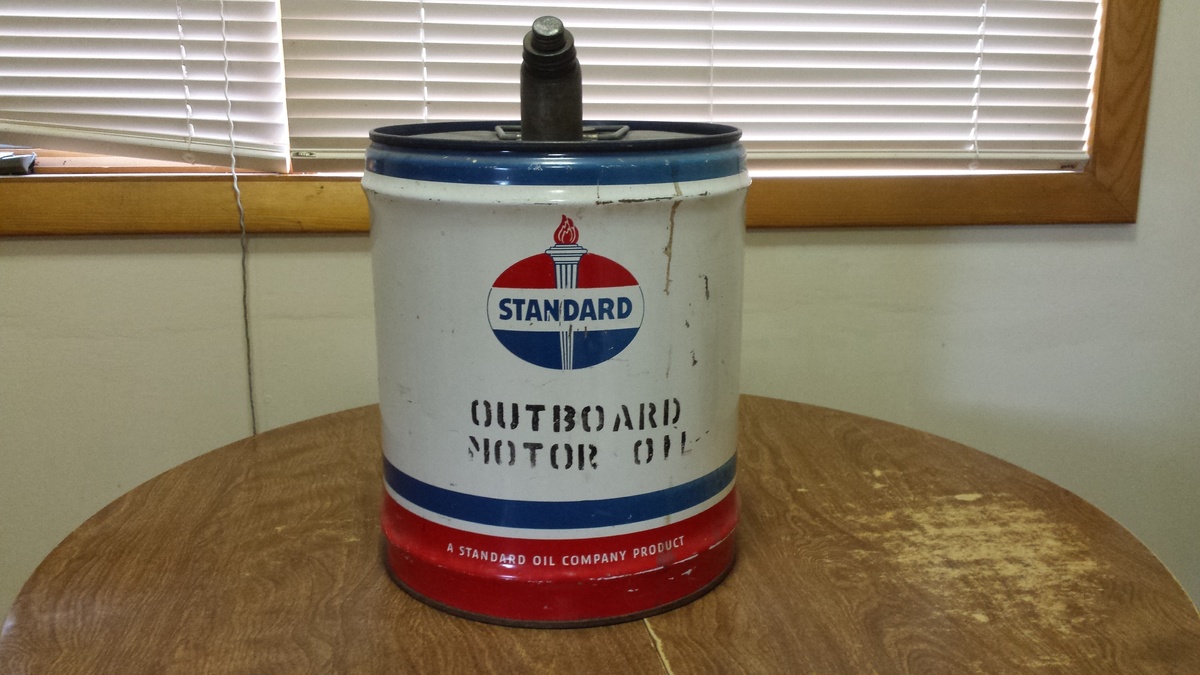 STANDARD
OUTBOARD
MOTOR OIL
A STANDARD OIL COMPANY PRODUCT